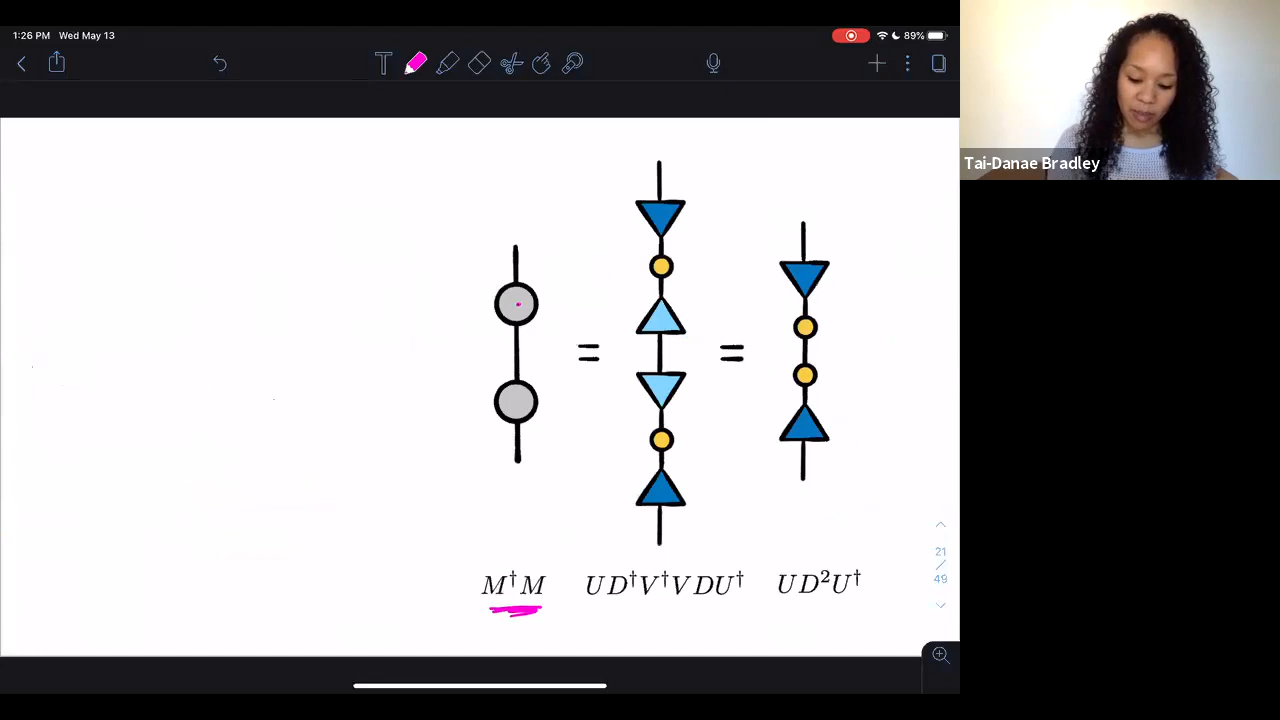 1:26 PM Wed May 13
89%
T
Tai-Danae Bradley
=
=
M†M
UD†V†VDU†
UD²U†
21
/
49